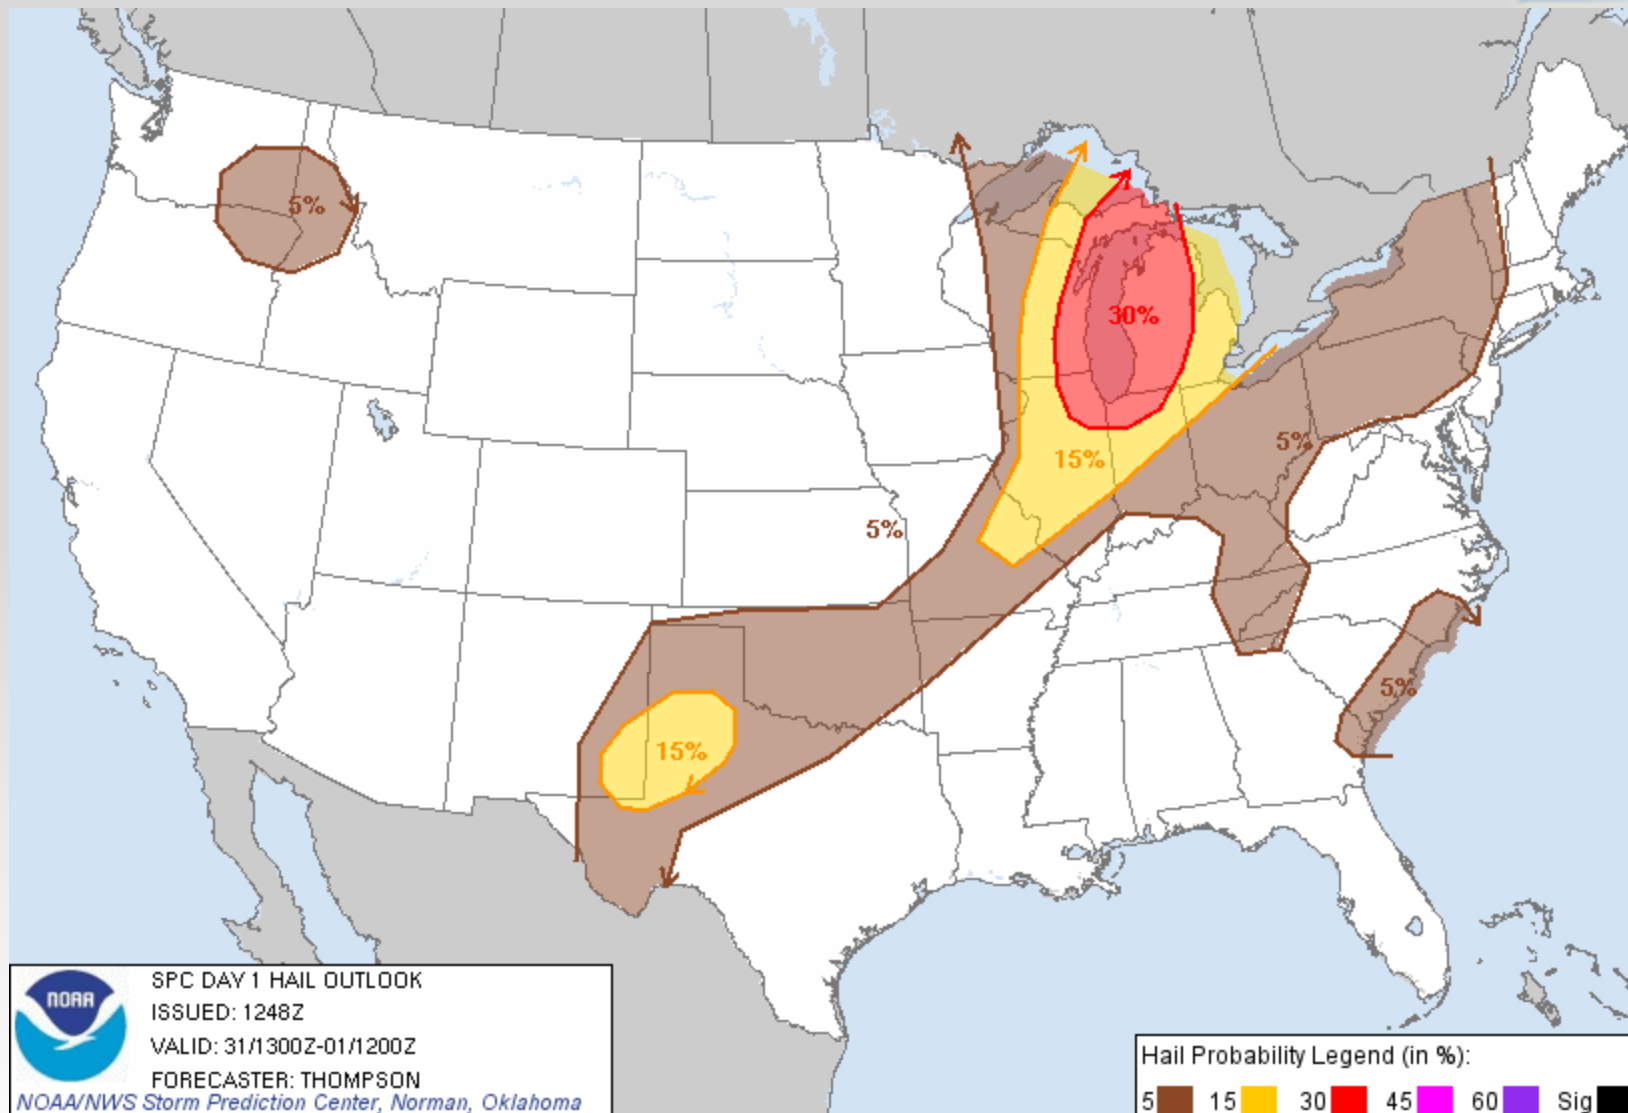 5%
30%
15%
5%
5%
5%
15%
NOAA
SPC DAY 1 HAIL OUTLOOK
ISSUED: 1248Z
VALID: 31/1300Z-01/1200Z
FORECASTER: THOMPSON
NOAA/NWS Storm Prediction Center, Norman, Oklahoma
Hail Probability Legend (in %):
5 15 30 45 60 Sig